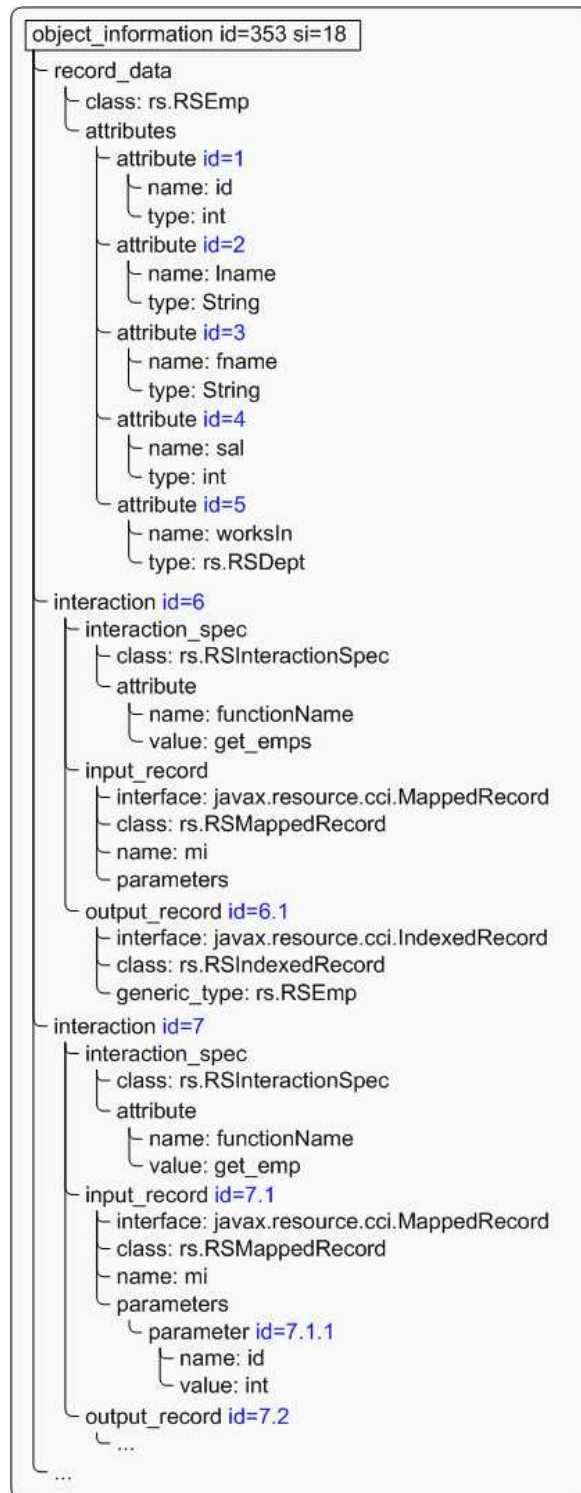 object_information id=353 si=18
record_data
class: rs.RSEmp
attributes
attribute id=1
name: id
type: int
attribute id=2
name: lname
type: String
attribute id=3
name: fname
type: String
attribute id=4
name: sal
type: int
attribute id=5
name: worksIn
type: rs.RSDept
interaction id=6
interaction_spec
class: rs.RSInteractionSpec
attribute
name: functionName
value: get_emps
input_record
interface: javax.resource.cci.MappedRecord
class: rs.RSMappedRecord
name: mi
parameters
output_record id=6.1
interface: javax.resource.cci.IndexedRecord
class: rs.RSIndexedRecord
generic_type: rs.RSEmp
interaction id=7
interaction_spec
class: rs.RSInteractionSpec
attribute
name: functionName
value: get_emp
input_record id=7.1
interface: javax.resource.cci.MappedRecord
class: rs.RSMappedRecord
name: mi
parameters
parameter id=7.1.1
name: id
value: int
output_record id=7.2
...
...